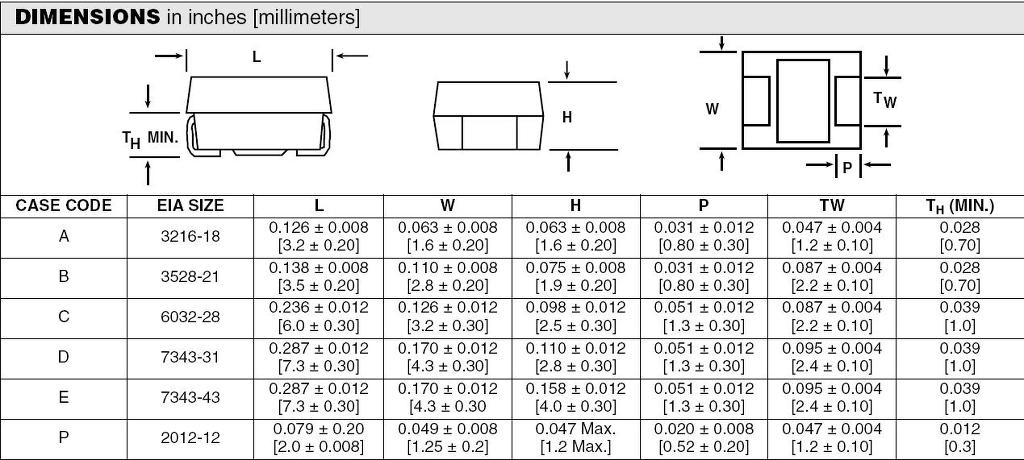 DIMENSIONS in inches [millimeters]
L
TH MIN.
H
W
TW
P
CASE CODE EIA SIZE L W H P TW TH (MIN.)
A 3216-18 0.126 ± 0.008 0.063 ± 0.008 0.063 ± 0.008 0.031 ± 0.012 0.047 ± 0.004 0.028
[3.2 ± 0.20] [1.6 ± 0.20] [1.6 ± 0.20] [0.80 ± 0.30] [1.2 ± 0.10] [0.70]
B 3528-21 0.138 ± 0.008 0.110 ± 0.008 0.075 ± 0.008 0.031 ± 0.012 0.087 ± 0.004 0.028
[3.5 ± 0.20] [2.8 ± 0.20] [1.9 ± 0.20] [0.80 ± 0.30] [2.2 ± 0.10] [0.70]
C 6032-28 0.236 ± 0.012 0.126 ± 0.012 0.098 ± 0.012 0.051 ± 0.012 0.087 ± 0.004 0.039
[6.0 ± 0.30] [3.2 ± 0.30] [2.5 ± 0.30] [1.3 ± 0.30] [2.2 ± 0.10] [1.0]
D 7343-31 0.287 ± 0.012 0.170 ± 0.012 0.110 ± 0.012 0.051 ± 0.012 0.095 ± 0.004 0.039
[7.3 ± 0.30] [4.3 ± 0.30] [2.8 ± 0.30] [1.3 ± 0.30] [2.4 ± 0.10] [1.0]
E 7343-43 0.287 ± 0.012 0.170 ± 0.012 0.158 ± 0.012 0.051 ± 0.012 0.095 ± 0.004 0.039
[7.3 ± 0.30] [4.3 ± 0.30 [4.0 ± 0.30] [1.3 ± 0.30] [2.4 ± 0.10] [1.0]
P 2012-12 0.079 ± 0.20 0.049 ± 0.008 0.047 Max. 0.020 ± 0.008 0.047 ± 0.004 0.012
[2.0 ± 0.008] [1.25 ± 0.2] [1.2 Max.] [0.52 ± 0.20] [1.2 ± 0.10] [0.3]